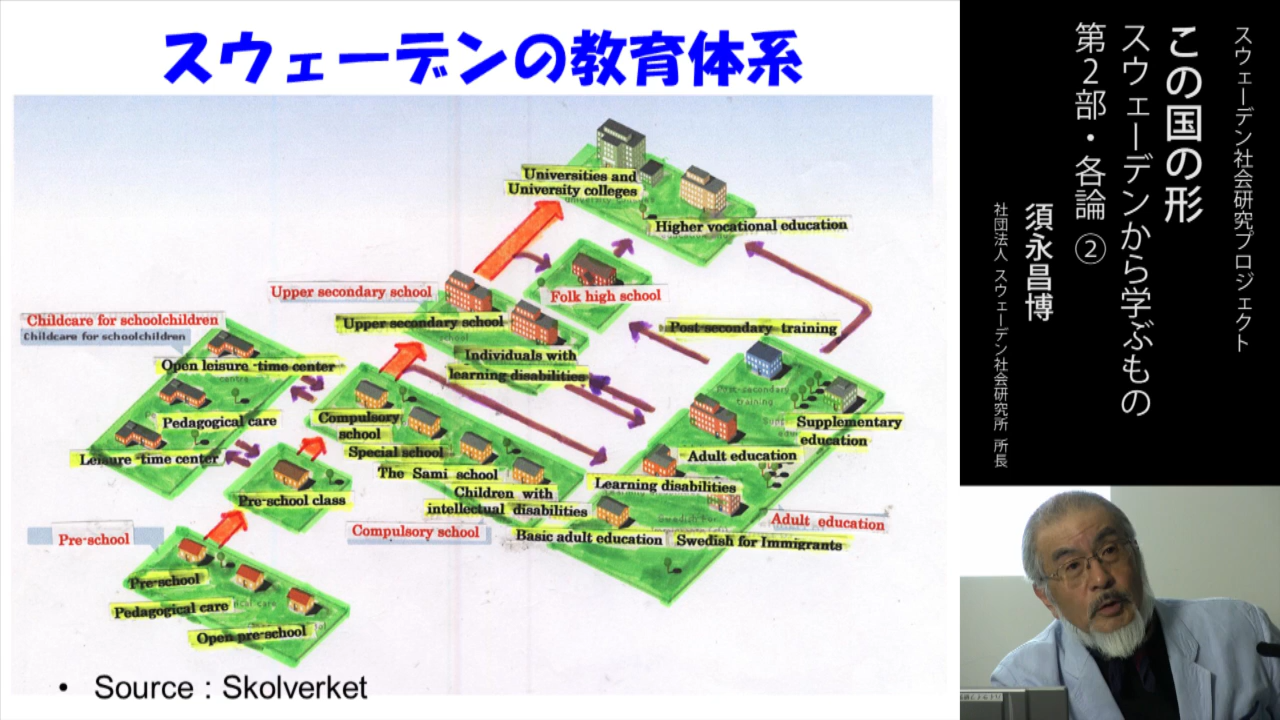 スウェーデンの教育体系
Universities and
University colleges
Higher vocational education
Upper secondary school
Folk high school
Childcare for schoolchildren
Childcare for schoolchildren
Upper secondary school
Post-secondary training
Open leisure-time center
Individuals with
learning disabilities
Pedagogical care
Compulsory
school
Supplementary
education
Leisure-time center
Special school
Adult education
The Sami school
Learning disabilities
Pre-school class
Children with
intellectual disabilities
Adult education
Pre-school
Compulsory school
Basic adult education
Swedish for Immigrants
Pre-school
Pedagogical care
Open pre-school
• Source : Skolverket
スウェーデン社会研究プロジェクト
この国の形
スウェーデンから学ぶもの
第2部・各論 ②
須永昌博
社団法人 スウェーデン社会研究所 所長